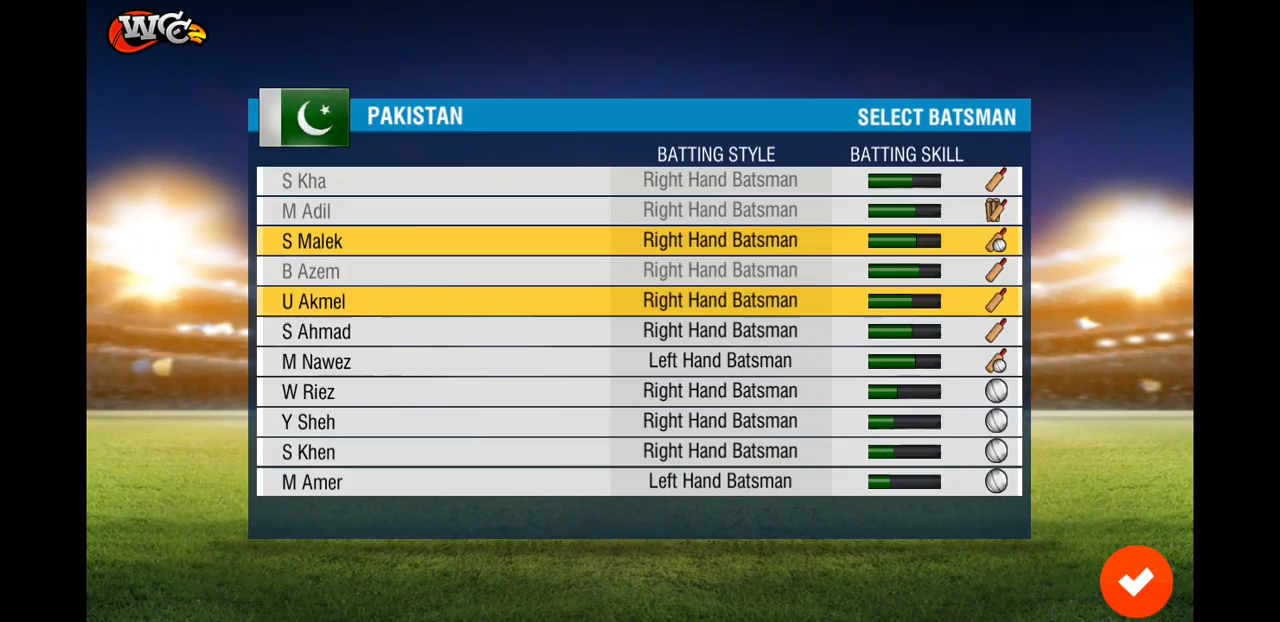 WCC
PAKISTAN SELECT BATSMAN
BATTING STYLE BATTING SKILL
S Kha Right Hand Batsman
M Adil Right Hand Batsman
S Malek Right Hand Batsman
B Azem Right Hand Batsman
U Akmel Right Hand Batsman
S Ahmad Right Hand Batsman
M Nawez Left Hand Batsman
W Riez Right Hand Batsman
Y Sheh Right Hand Batsman
S Khen Right Hand Batsman
M Amer Left Hand Batsman